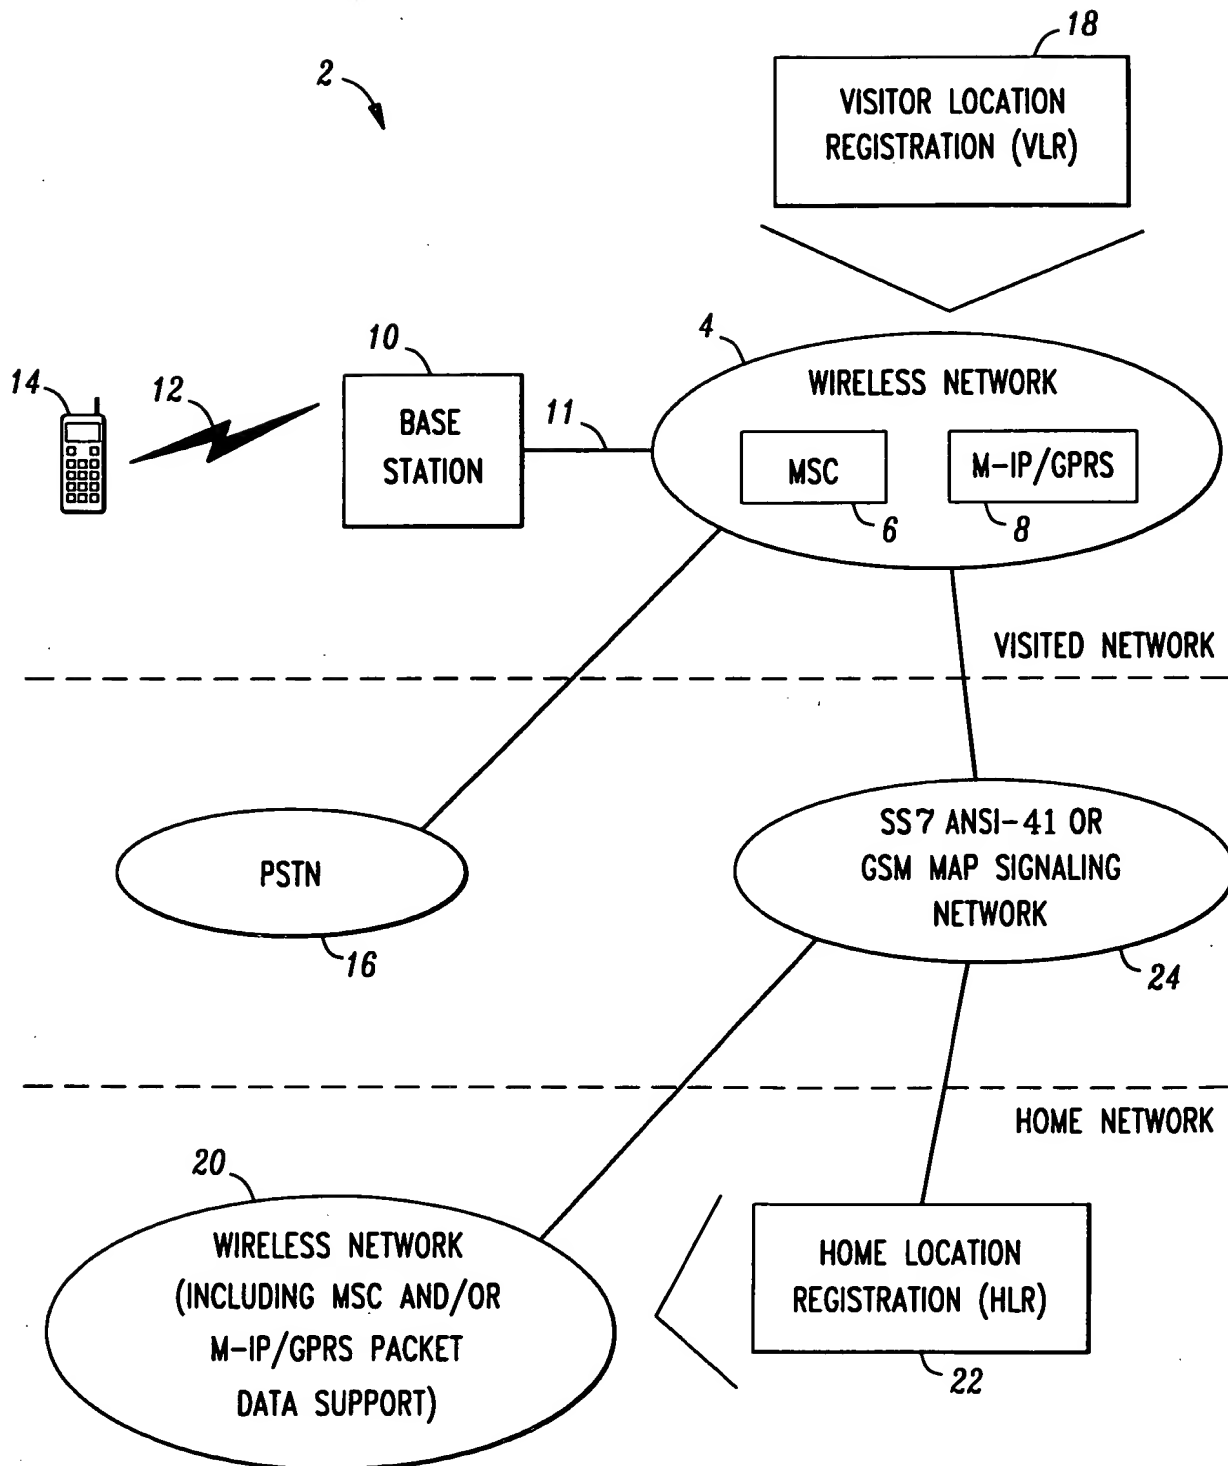 18
2
VISITOR LOCATION
REGISTRATION (VLR)
10
4
14
12
WIRELESS NETWORK
11
BASE
STATION
MSC
M-IP/GPRS
6
8
VISITED NETWORK
SS7 ANSI-41 OR
GSM MAP SIGNALING
NETWORK
PSTN
16
24
HOME NETWORK
20
WIRELESS NETWORK
(INCLUDING MSC AND/OR
M-IP/GPRS PACKET
DATA SUPPORT)
HOME LOCATION
REGISTRATION (HLR)
22